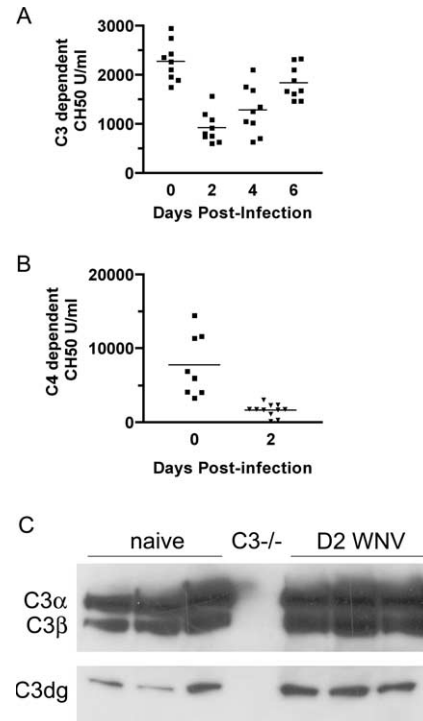 A
C3 dependent
CH50 U/ml
3000
2000
1000
0
0 2 4 6
Days Post-Infection
B
C4 dependent
CH50 U/ml
20000
10000
0
0 2
Days Post-infection
C
naive C3-/- D2 WNV
C3α
C3β
C3dg